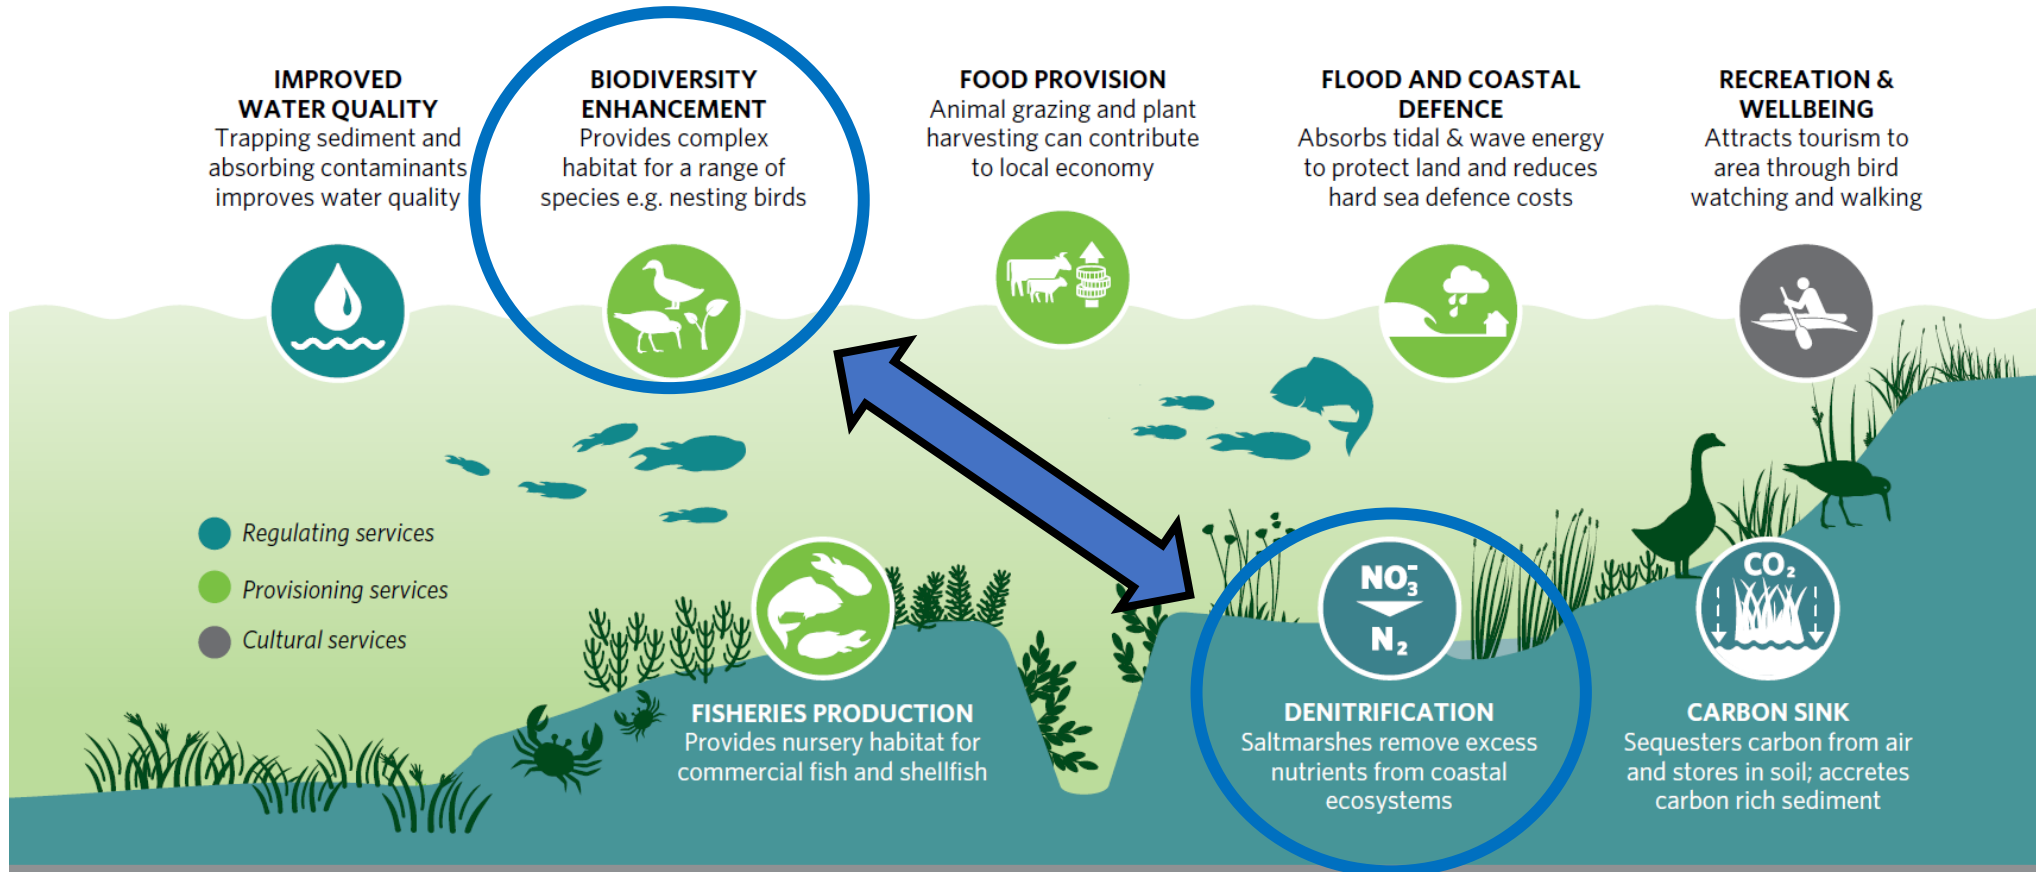 IMPROVED
WATER QUALITY
Trapping sediment and
absorbing contaminants
improves water quality
BIODIVERSITY
ENHANCEMENT
Provides complex
habitat for a range of
species e.g. nesting birds
FOOD PROVISION
Animal grazing and plant
harvesting can contribute
to local economy
FLOOD AND COASTAL
DEFENCE
Absorbs tidal & wave energy
to protect land and reduces
hard sea defence costs
RECREATION &
WELLBEING
Attracts tourism to
area through bird
watching and walking
Regulating services
Provisioning services
Cultural services
FISHERIES PRODUCTION
Provides nursery habitat for
commercial fish and shellfish
NO₃⁻
N₂
DENITRIFICATION
Saltmarshes remove excess
nutrients from coastal
ecosystems
CO₂
CARBON SINK
Sequesters carbon from air
and stores in soil; accretes
carbon rich sediment